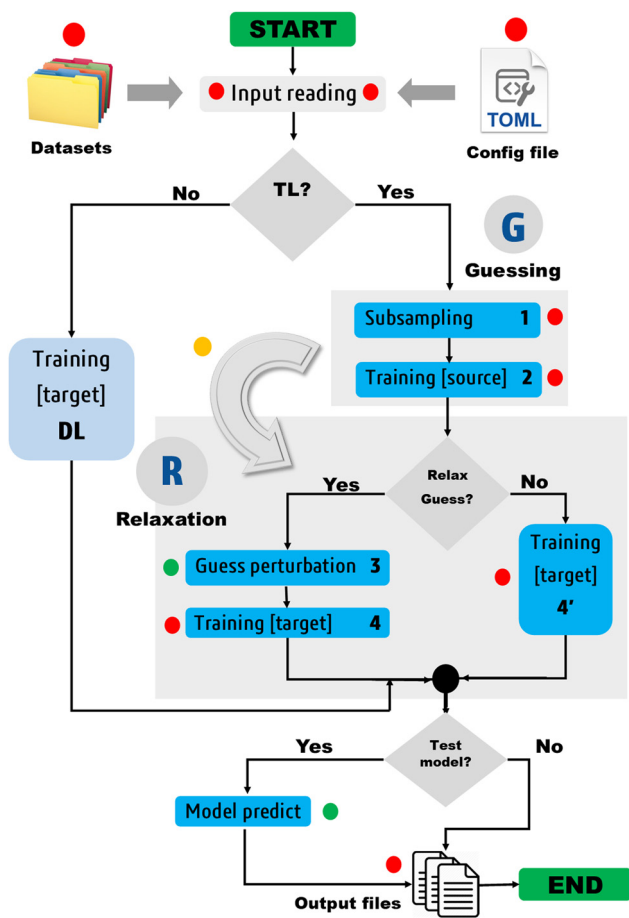 START
Input reading
Datasets
TOML
Config file
TL?
No
Yes
G
Guessing
Subsampling 1
Training [source] 2
Training
[target]
DL
R
Relaxation
Relax
Guess?
Yes
No
Guess perturbation 3
Training [target] 4
Training
[target]
4’
Test
model?
Yes
No
Model predict
Output files
END